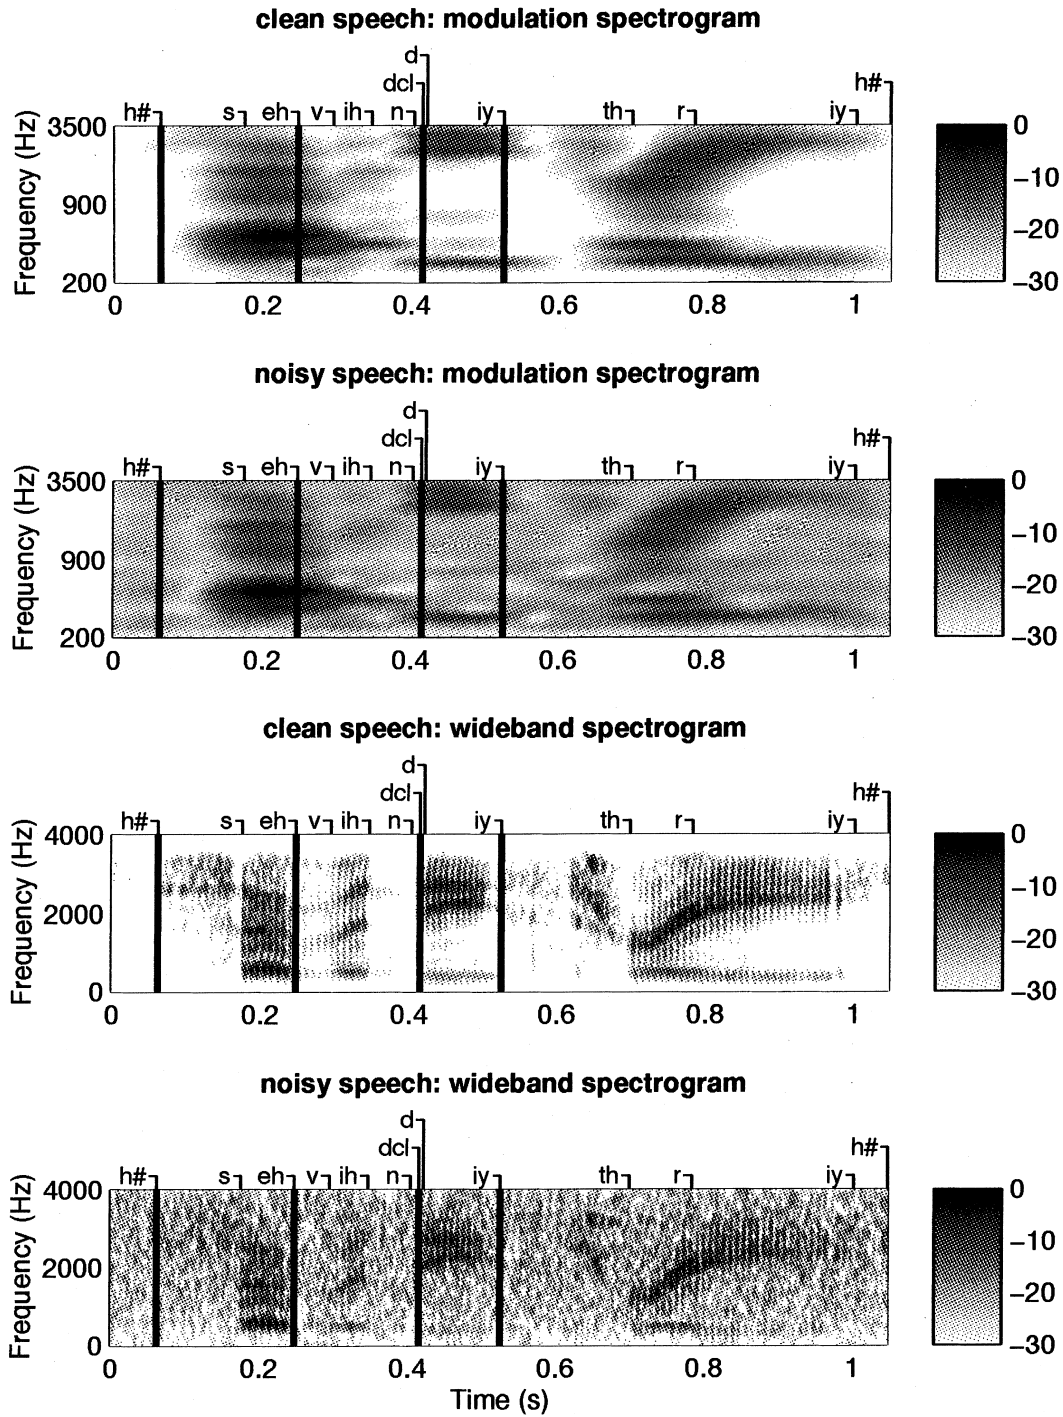 clean speech: modulation spectrogram
d
dcl
h#
h# s eh v ih n iy th r iy
3500
900
200
Frequency (Hz)
0 0.2 0.4 0.6 0.8 1
0
−10
−20
−30
noisy speech: modulation spectrogram
d
dcl
h#
h# s eh v ih n iy th r iy
3500
900
200
Frequency (Hz)
0 0.2 0.4 0.6 0.8 1
0
−10
−20
−30
clean speech: wideband spectrogram
d
dcl
h#
h# s eh v ih n iy th r iy
4000
2000
0
Frequency (Hz)
0 0.2 0.4 0.6 0.8 1
0
−10
−20
−30
noisy speech: wideband spectrogram
d
dcl
h#
h# s eh v ih n iy th r iy
4000
2000
0
Frequency (Hz)
0 0.2 0.4 0.6 0.8 1
Time (s)
0
−10
−20
−30